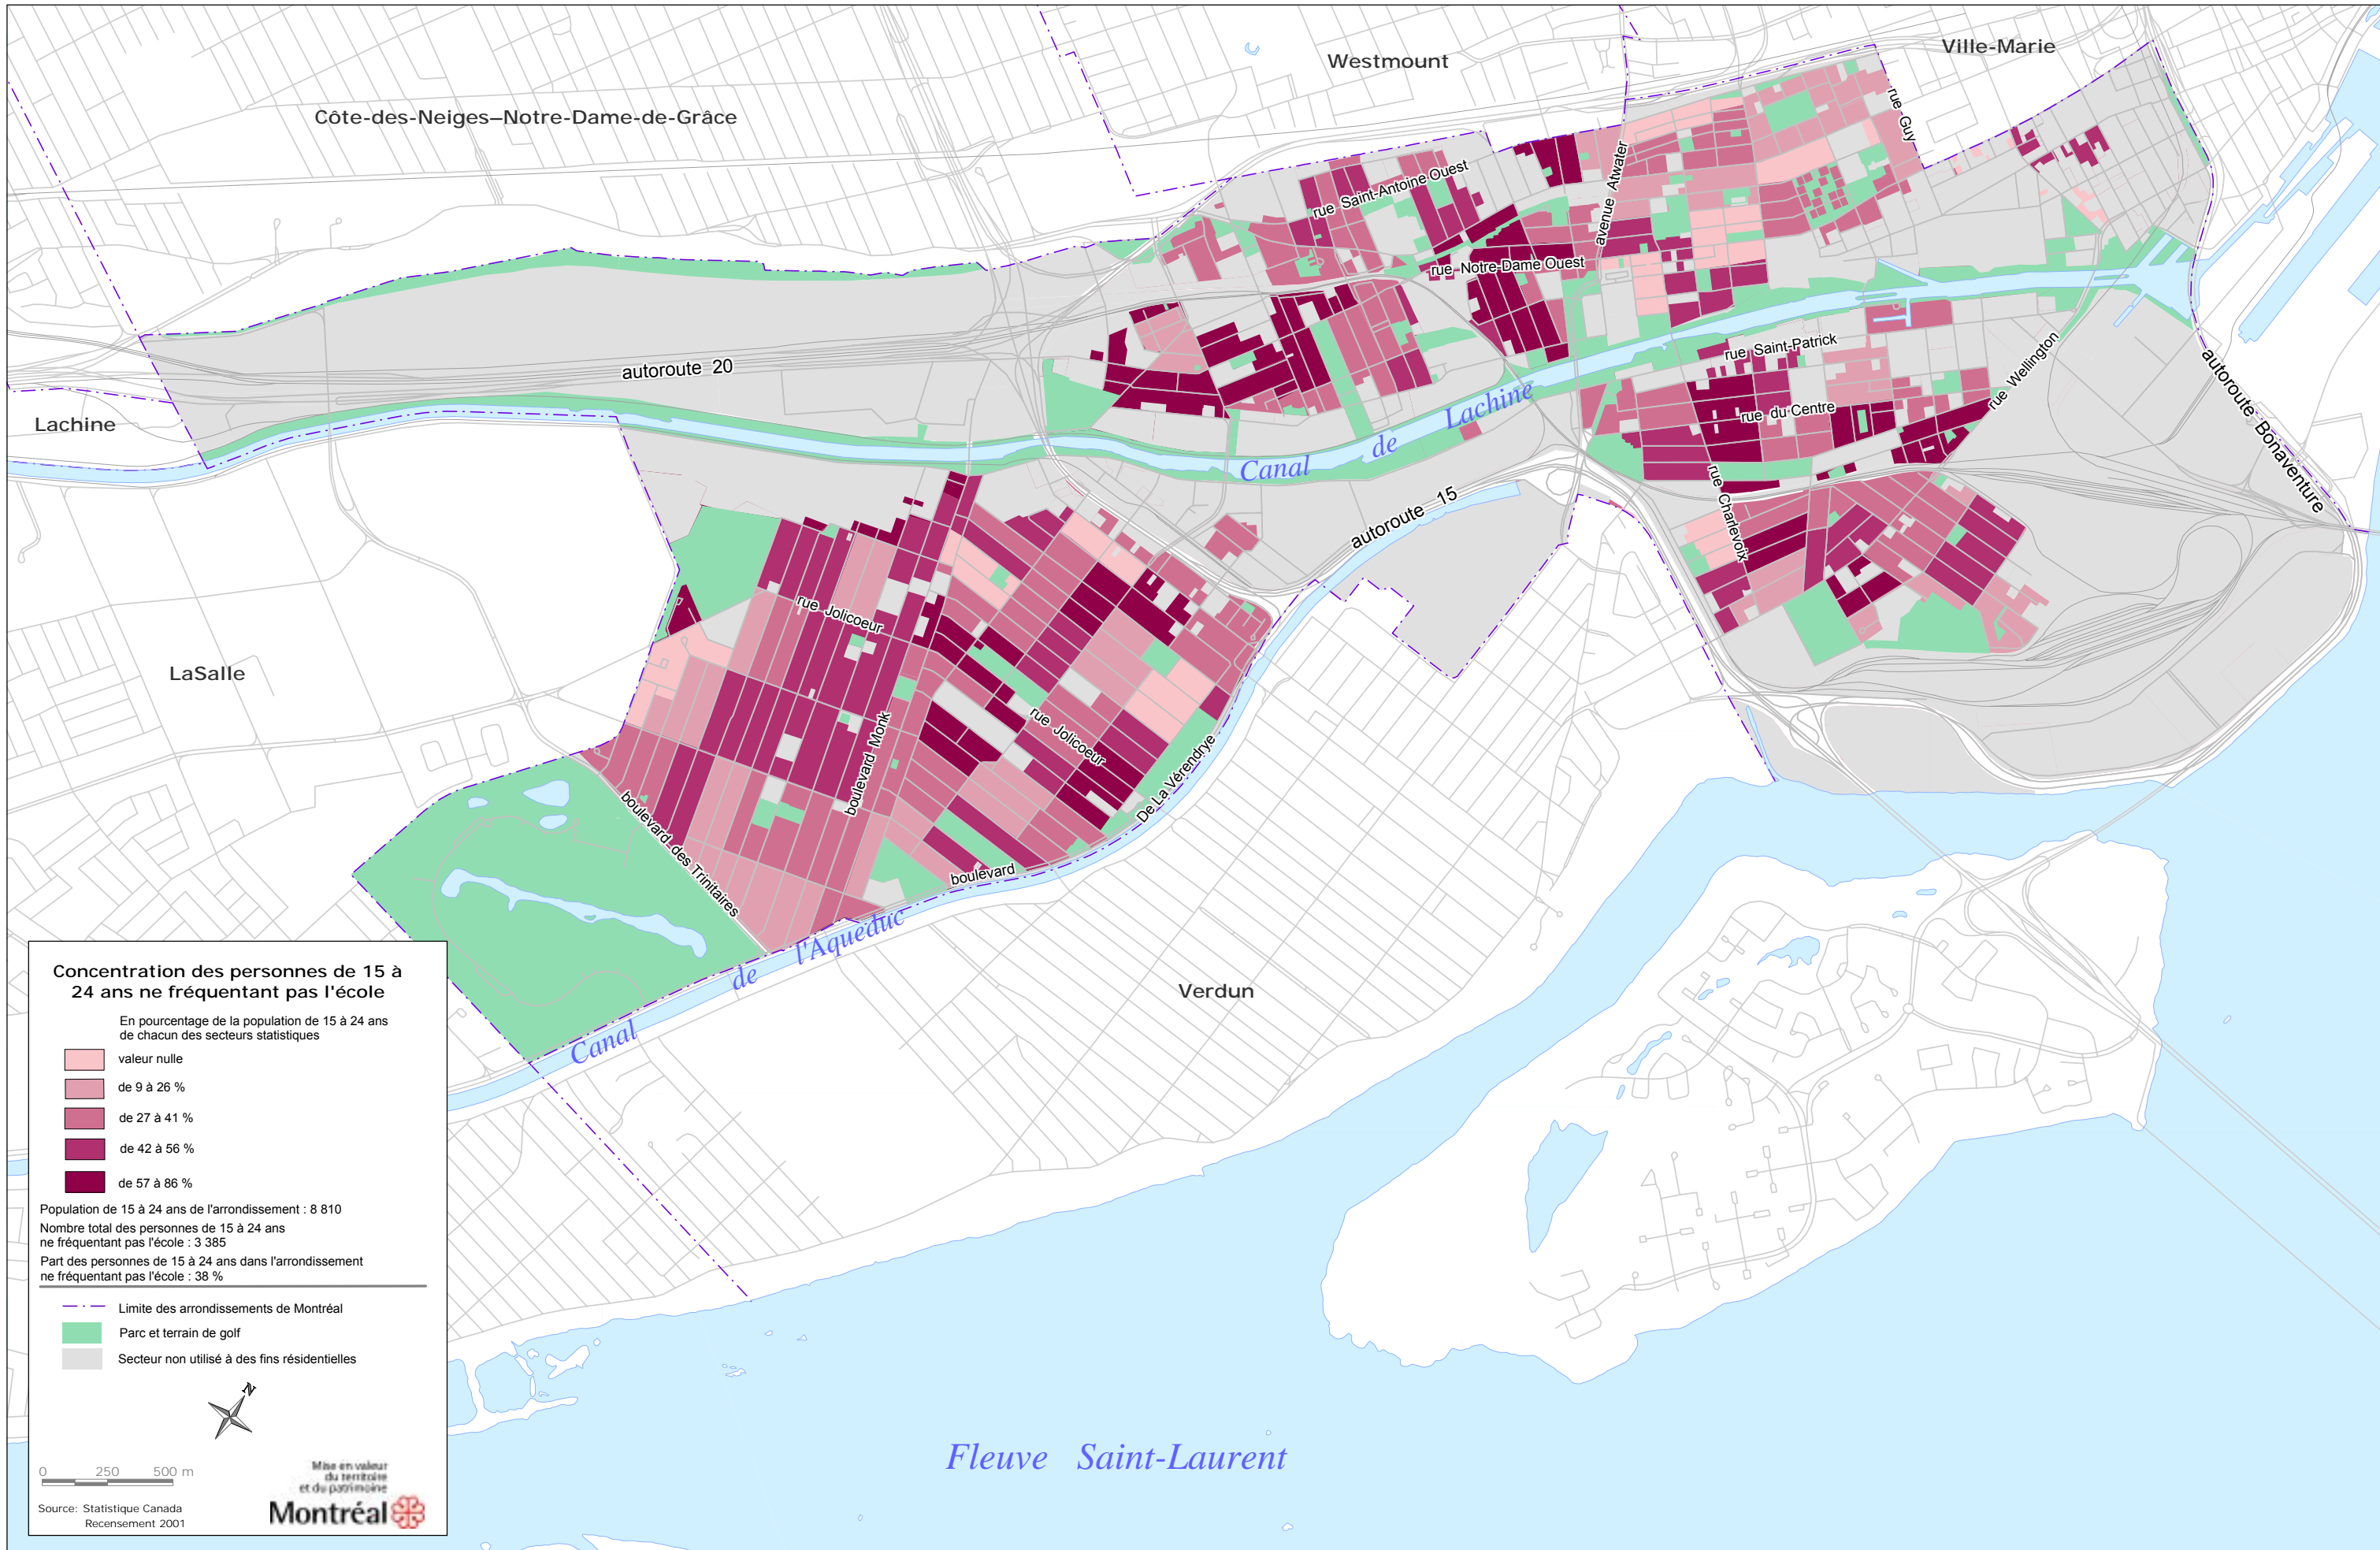 Westmount
Ville-Marie
Côte-des-Neiges–Notre-Dame-de-Grâce
rue Guy
rue Saint-Antoine Ouest
avenue Atwater
rue Notre-Dame Ouest
autoroute 20
rue Saint-Patrick
rue Wellington
autoroute Bonaventure
Lachine
Canal de Lachine
rue du Centre
rue Charlevoix
autoroute 15
rue Jolicoeur
LaSalle
rue Jolicoeur
boulevard Monk
boulevard des Trinitaires
boulevard De La Vérendrye
Canal de l'Aqueduc
Verdun
Fleuve Saint-Laurent
Concentration des personnes de 15 à
24 ans ne fréquentant pas l'école
En pourcentage de la population de 15 à 24 ans
de chacun des secteurs statistiques
valeur nulle
de 9 à 26 %
de 27 à 41 %
de 42 à 56 %
de 57 à 86 %
Population de 15 à 24 ans de l'arrondissement : 8 810
Nombre total des personnes de 15 à 24 ans
ne fréquentant pas l'école : 3 385
Part des personnes de 15 à 24 ans dans l'arrondissement
ne fréquentant pas l'école : 38 %
Limite des arrondissements de Montréal
Parc et terrain de golf
Secteur non utilisé à des fins résidentielles
N
0 250 500 m
Source: Statistique Canada
Recensement 2001
Mise en valeur
du territoire
et du patrimoine
Montréal